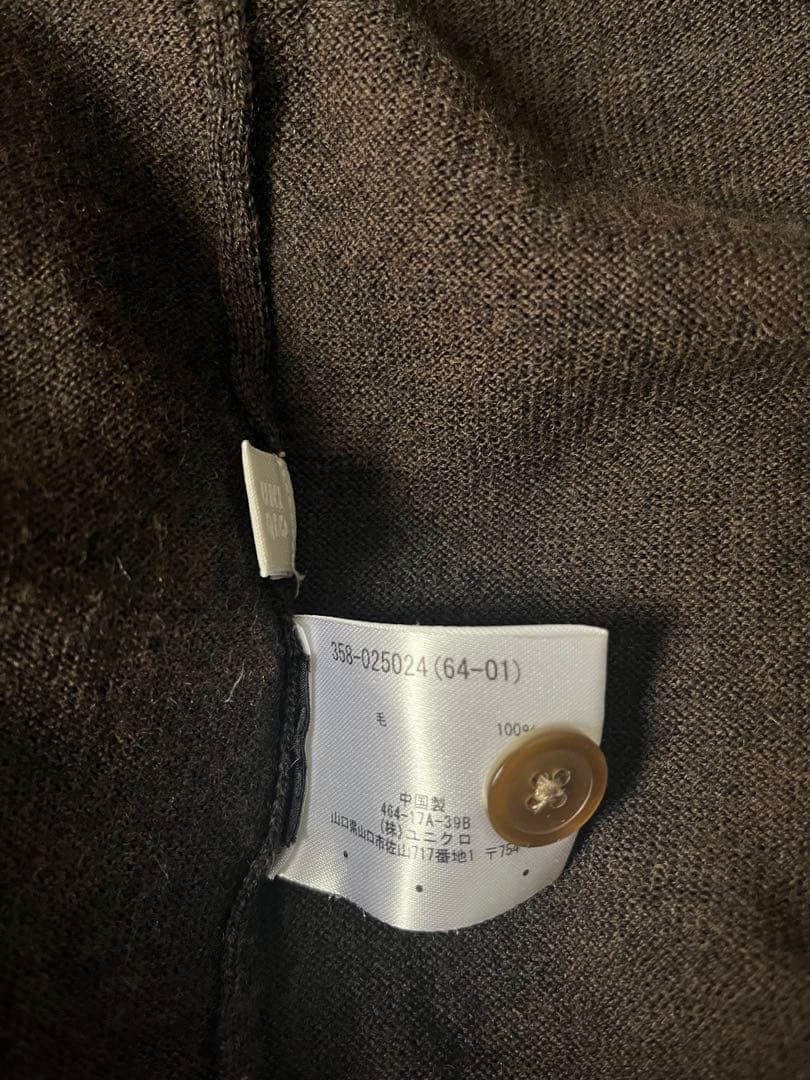 358-025024(64-01)
毛 100%
中国製
464-17A-39B
(株)ユニクロ
山口県山口市佐山717番地1 〒754